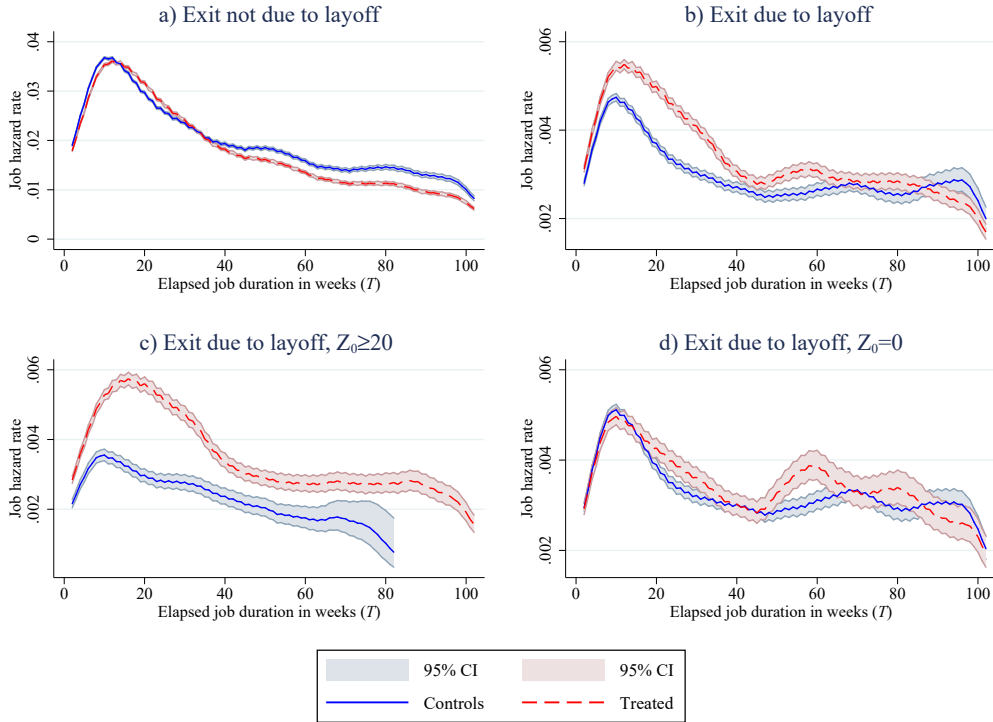 a) Exit not due to layoff
Job hazard rate
0 .01 .02 .03 .04
0 20 40 60 80 100
Elapsed job duration in weeks (T)
b) Exit due to layoff
Job hazard rate
.002 .004 .006
0 20 40 60 80 100
Elapsed job duration in weeks (T)
c) Exit due to layoff, Z₀≥20
Job hazard rate
.002 .004 .006
0 20 40 60 80 100
Elapsed job duration in weeks (T)
d) Exit due to layoff, Z₀=0
Job hazard rate
.002 .004 .006
0 20 40 60 80 100
Elapsed job duration in weeks (T)
95% CI 95% CI
Controls Treated